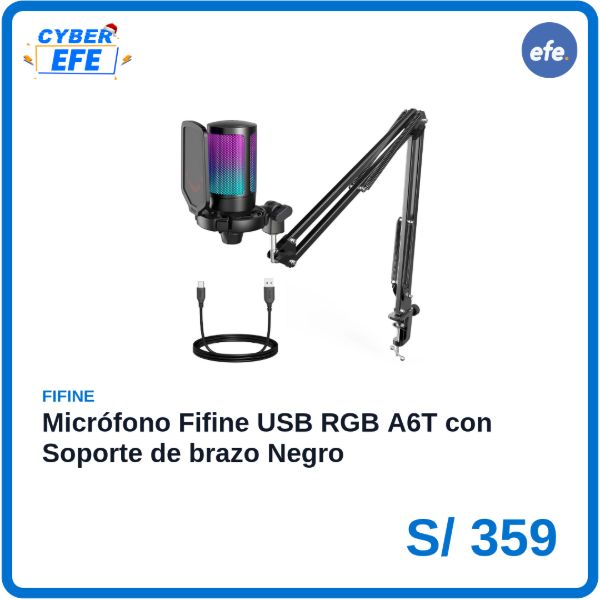 CYBER
EFE
efe.
FIFINE
Micrófono Fifine USB RGB A6T con
Soporte de brazo Negro
S/ 359